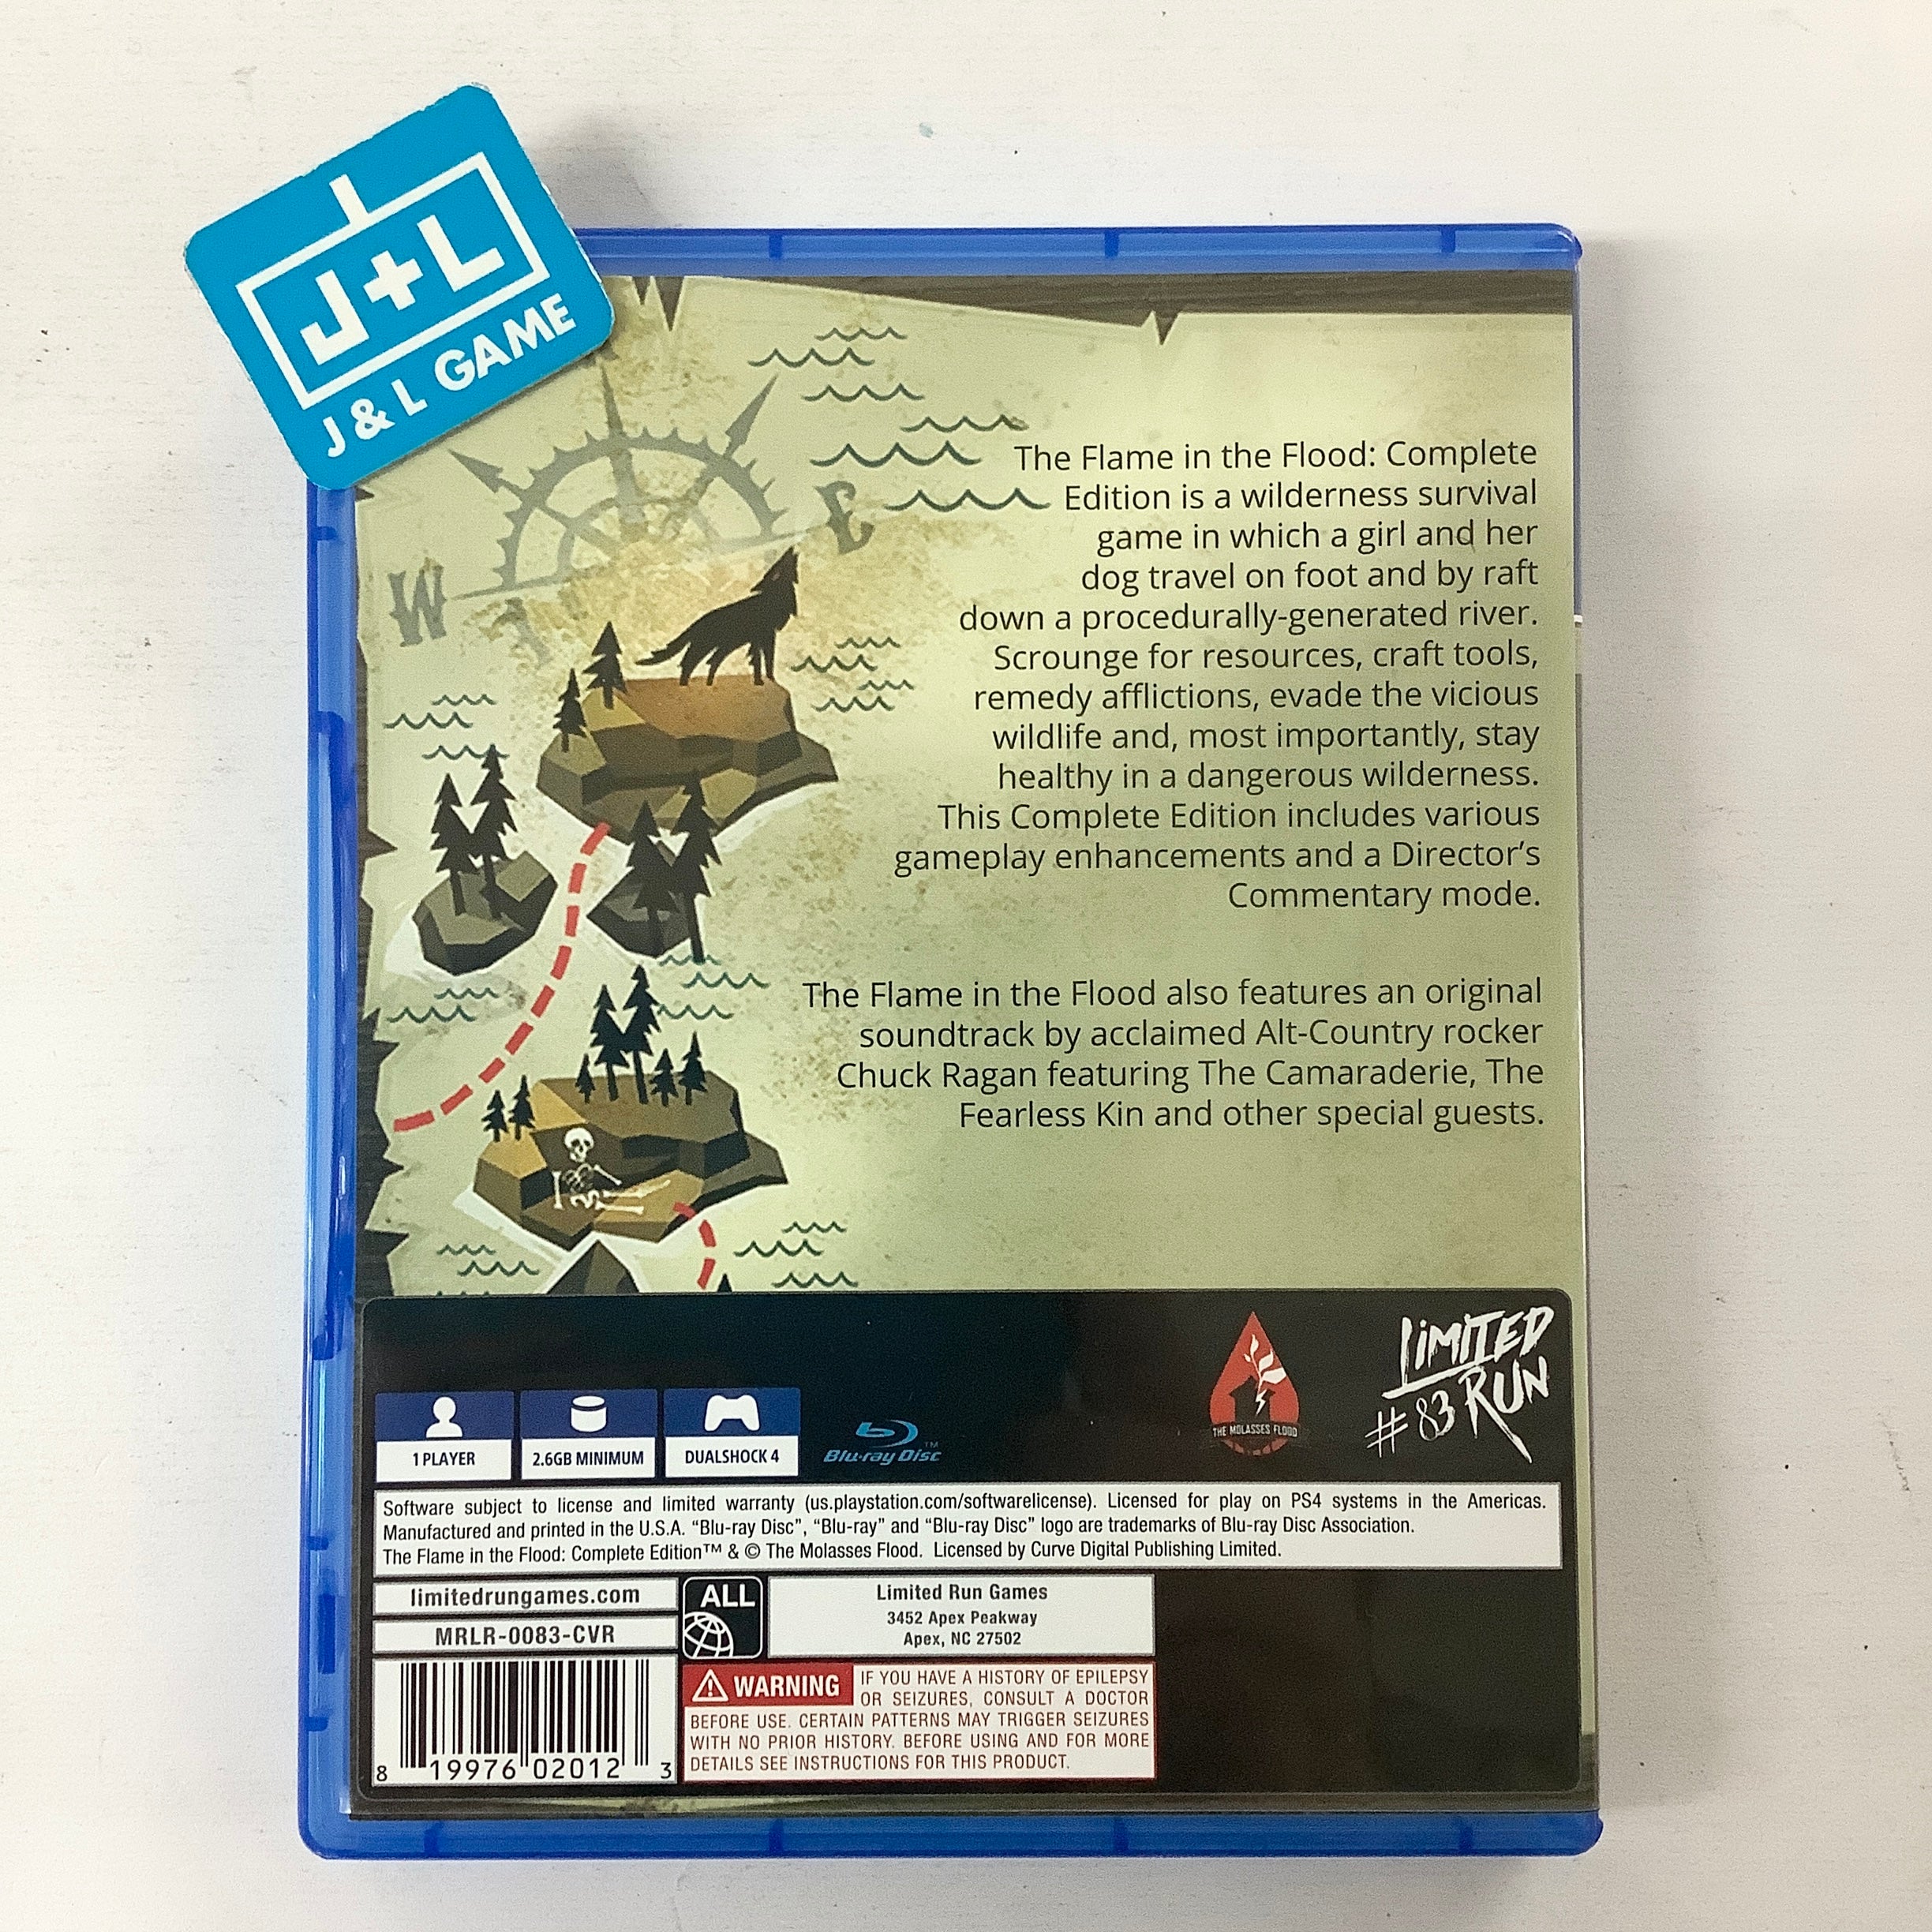 J+L
J & L GAME
W
E
The Flame in the Flood: Complete
Edition is a wilderness survival
game in which a girl and her
dog travel on foot and by raft
down a procedurally-generated river.
Scrounge for resources, craft tools,
remedy afflictions, evade the vicious
wildlife and, most importantly, stay
healthy in a dangerous wilderness.
This Complete Edition includes various
gameplay enhancements and a Director’s
Commentary mode.
The Flame in the Flood also features an original
soundtrack by acclaimed Alt-Country rocker
Chuck Ragan featuring The Camaraderie, The
Fearless Kin and other special guests.
1 PLAYER
2.6GB MINIMUM
DUALSHOCK 4
Blu-ray Disc™
THE MOLASSES FLOOD
LIMITED
RUN
#83
Software subject to license and limited warranty (us.playstation.com/softwarelicense). Licensed for play on PS4 systems in the Americas.
Manufactured and printed in the U.S.A. “Blu-ray Disc”, “Blu-ray” and “Blu-ray Disc” logo are trademarks of Blu-ray Disc Association.
The Flame in the Flood: Complete Edition™ & © The Molasses Flood. Licensed by Curve Digital Publishing Limited.
limitedrungames.com
MRLR-0083-CVR
ALL
Limited Run Games
3452 Apex Peakway
Apex, NC 27502
WARNING
IF YOU HAVE A HISTORY OF EPILEPSY
OR SEIZURES, CONSULT A DOCTOR
BEFORE USE. CERTAIN PATTERNS MAY TRIGGER SEIZURES
WITH NO PRIOR HISTORY. BEFORE USING AND FOR MORE
DETAILS SEE INSTRUCTIONS FOR THIS PRODUCT.
8 19976 02012 3